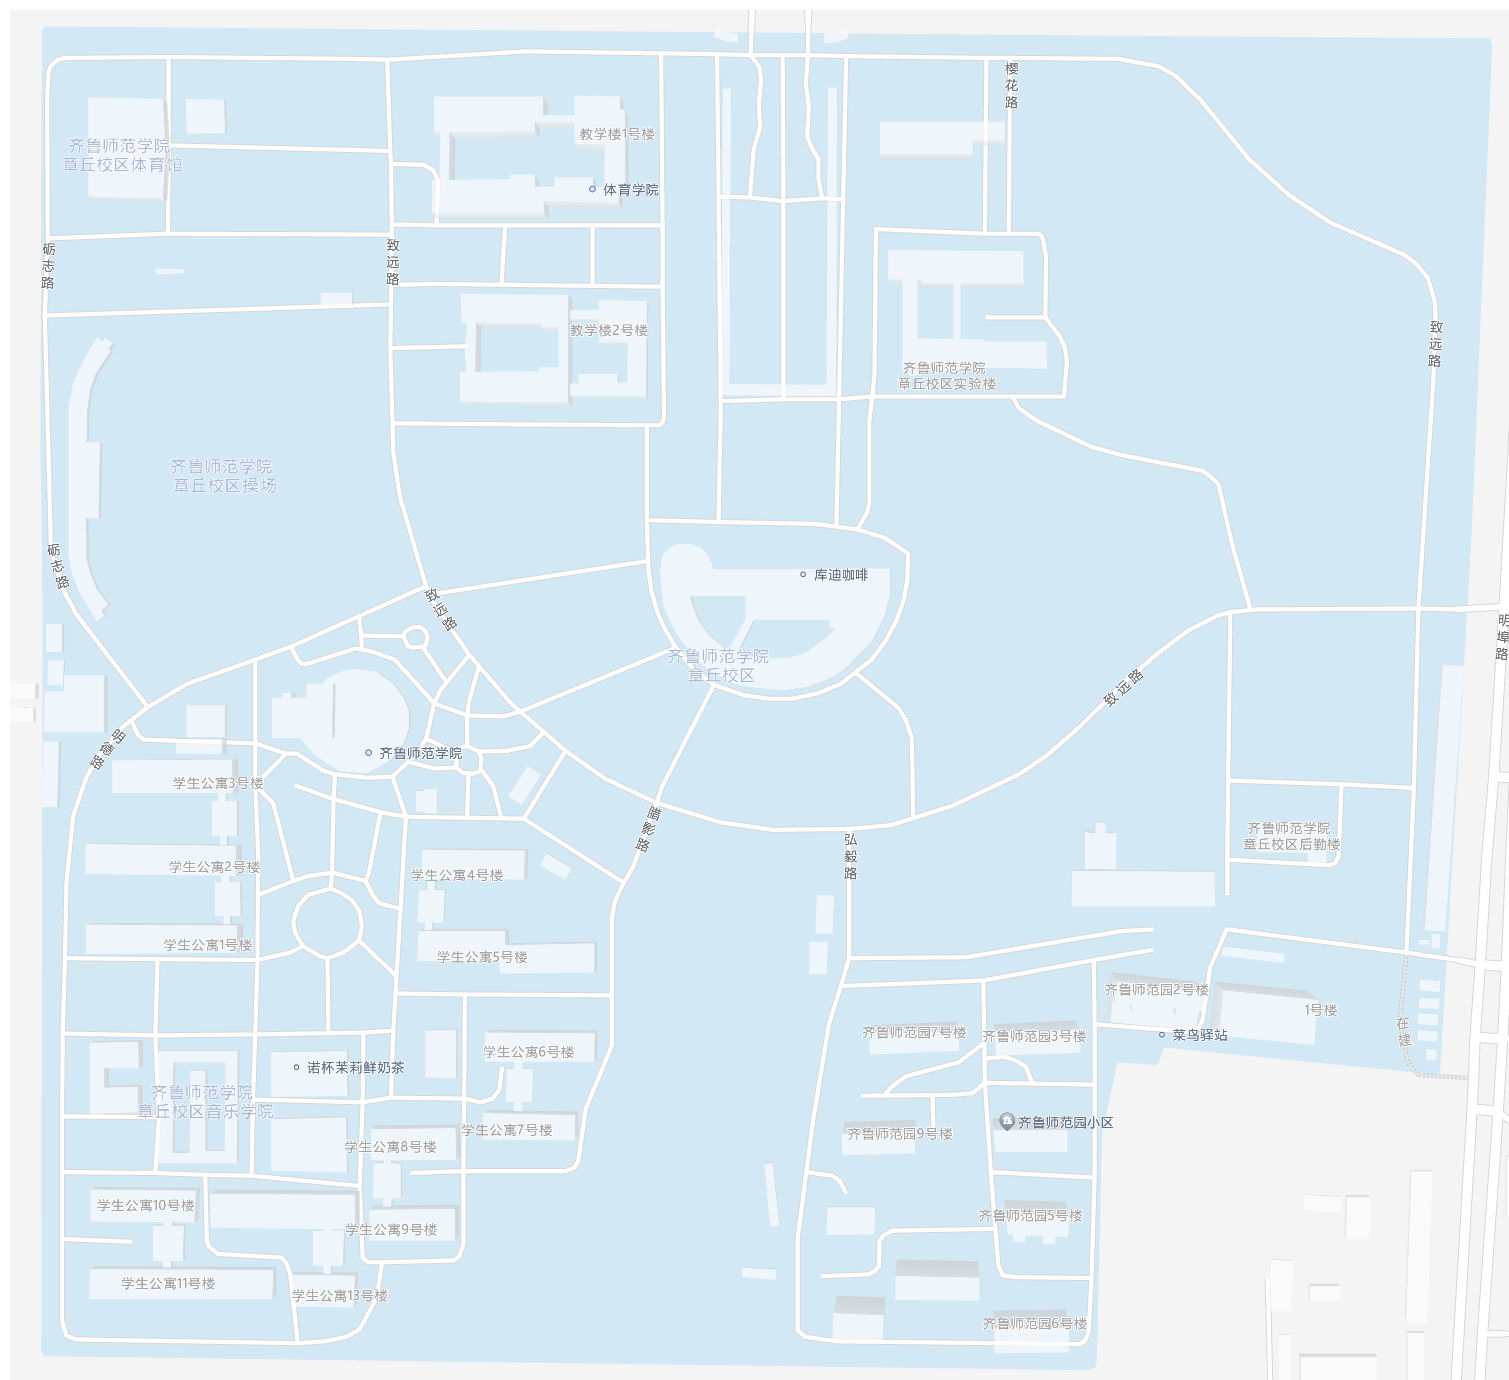 樱花路
教学楼1号楼
齐鲁师范学院
章丘校区体育馆
体育学院
砺志路
致远路
教学楼2号楼
致远路
齐鲁师范学院
章丘校区实验楼
齐鲁师范学院
章丘校区操场
砺志路
库迪咖啡
致远路
明埠路
齐鲁师范学院
章丘校区
致远路
明德路
齐鲁师范学院
学生公寓3号楼
腊影路
弘毅路
齐鲁师范学院
章丘校区后勤楼
学生公寓2号楼
学生公寓4号楼
学生公寓1号楼
学生公寓5号楼
齐鲁师范园2号楼
1号楼
在建
齐鲁师范园7号楼
齐鲁师范园3号楼
菜鸟驿站
学生公寓6号楼
诺杯茉莉鲜奶茶
齐鲁师范学院
章丘校区音乐学院
齐鲁师范园小区
学生公寓7号楼
齐鲁师范园9号楼
学生公寓8号楼
学生公寓10号楼
齐鲁师范园5号楼
学生公寓9号楼
学生公寓11号楼
学生公寓13号楼
齐鲁师范园6号楼